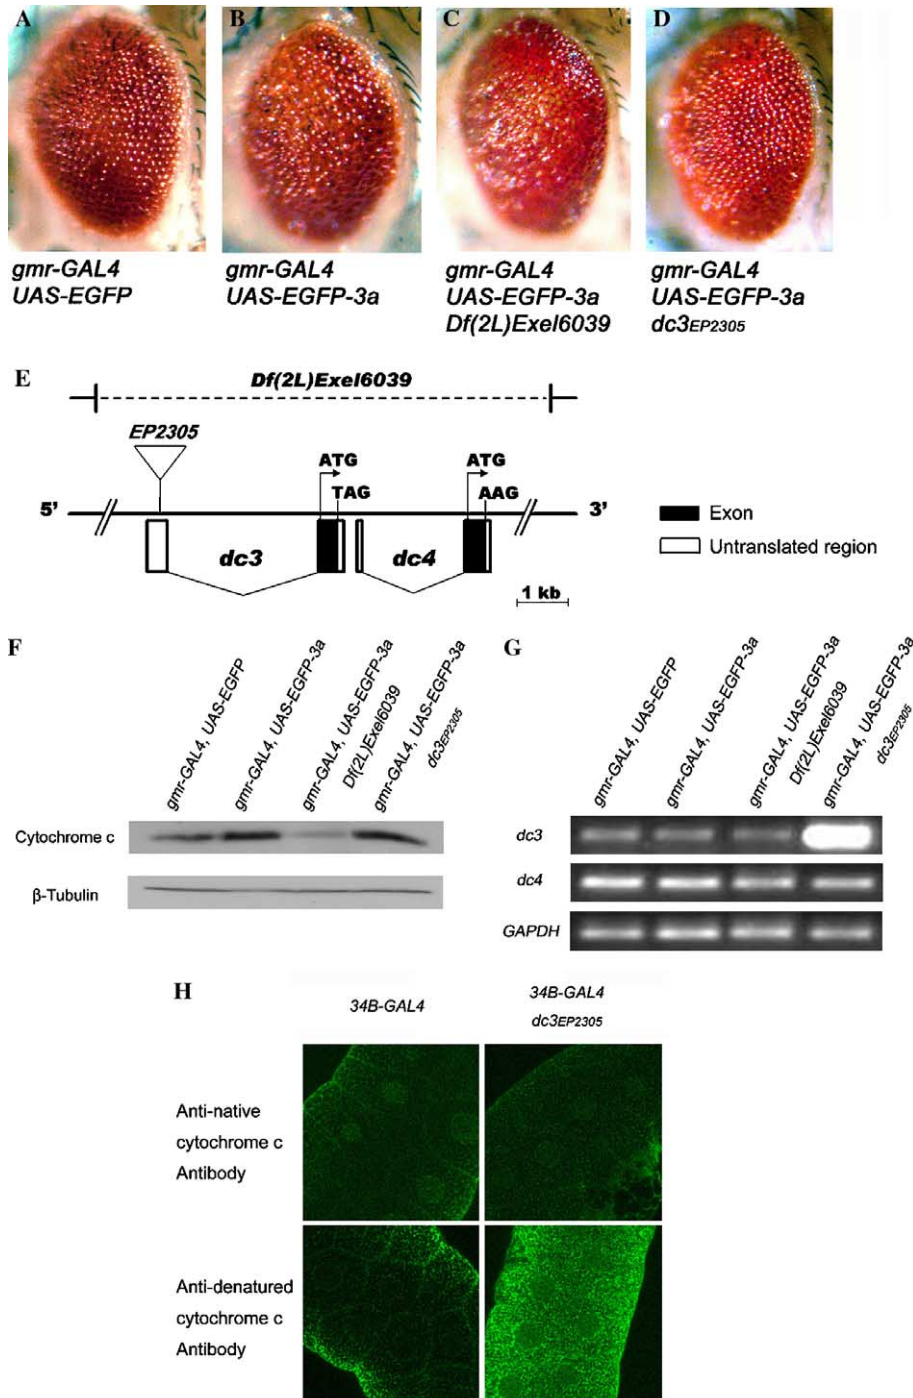 A B C D
gmr-GAL4
UAS-EGFP
gmr-GAL4
UAS-EGFP-3a
gmr-GAL4
UAS-EGFP-3a
Df(2L)Exel6039
gmr-GAL4
UAS-EGFP-3a
dc3EP2305
E
Df(2L)Exel6039
EP2305
ATG
TAG
ATG
AAG
5'
3'
dc3
dc4
Exon
Untranslated region
1 kb
F
gmr-GAL4, UAS-EGFP
gmr-GAL4, UAS-EGFP-3a
gmr-GAL4, UAS-EGFP-3a
Df(2L)Exel6039
gmr-GAL4, UAS-EGFP-3a
dc3EP2305
Cytochrome c
β-Tubulin
G
gmr-GAL4, UAS-EGFP
gmr-GAL4, UAS-EGFP-3a
gmr-GAL4, UAS-EGFP-3a
Df(2L)Exel6039
gmr-GAL4, UAS-EGFP-3a
dc3EP2305
dc3
dc4
GAPDH
H
34B-GAL4
34B-GAL4
dc3EP2305
Anti-native
cytochrome c
Antibody
Anti-denatured
cytochrome c
Antibody